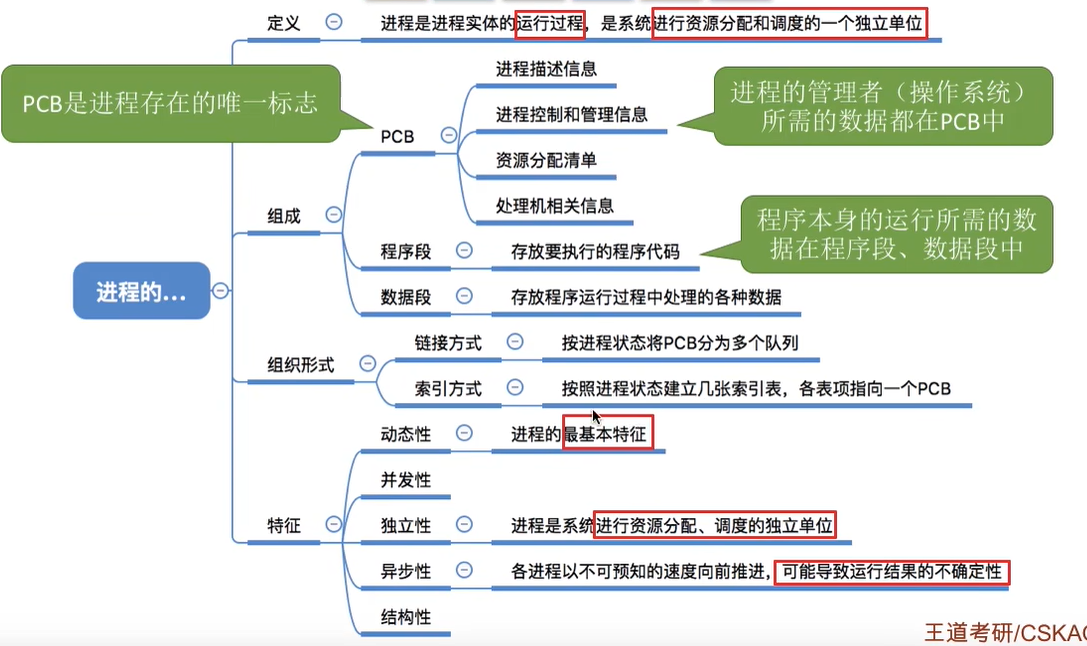 定义
进程是进程实体的运行过程，是系统进行资源分配和调度的一个独立单位
PCB是进程存在的唯一标志
进程描述信息
进程控制和管理信息
进程的管理者（操作系统）
所需的数据都在PCB中
PCB
资源分配清单
处理机相关信息
组成
程序段
存放要执行的程序代码
程序本身的运行所需的数
据在程序段、数据段中
数据段
存放程序运行过程中处理的各种数据
进程的...
组织形式
链接方式
按进程状态将PCB分为多个队列
索引方式
按照进程状态建立几张索引表，各表项指向一个PCB
特征
动态性
进程的最基本特征
并发性
独立性
进程是系统进行资源分配、调度的独立单位
异步性
各进程以不可预知的速度向前推进，可能导致运行结果的不确定性
结构性
王道考研/CSKAO